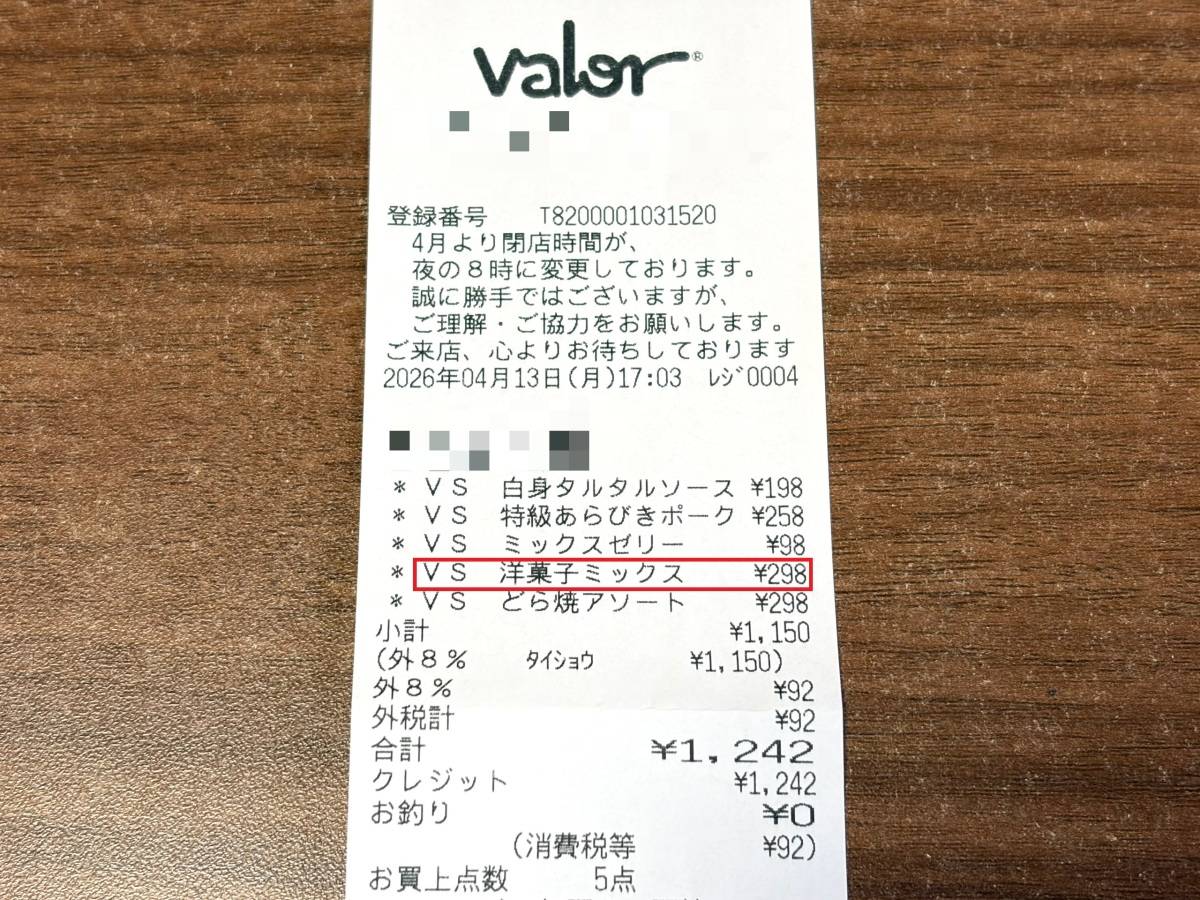 valor®
登録番号 T8200001031520
4月より閉店時間が、
夜の8時に変更しております。
誠に勝手ではございますが、
ご理解・ご協力をお願いします。
ご来店、心よりお待ちしております
2026年04月13日(月)17:03 ﾚｼﾞ0004
* VS 白身タルタルソース ¥198
* VS 特級あらびきポーク ¥258
* VS ミックスゼリー ¥98
* VS 洋菓子ミックス ¥298
* VS どら焼アソート ¥298
小計 ¥1,150
(外8% ﾀｲｼｮｳ ¥1,150)
外8% ¥92
外税計 ¥92
合計 ¥1,242
クレジット ¥1,242
お釣り ¥0
(消費税等 ¥92)
お買上点数 5点